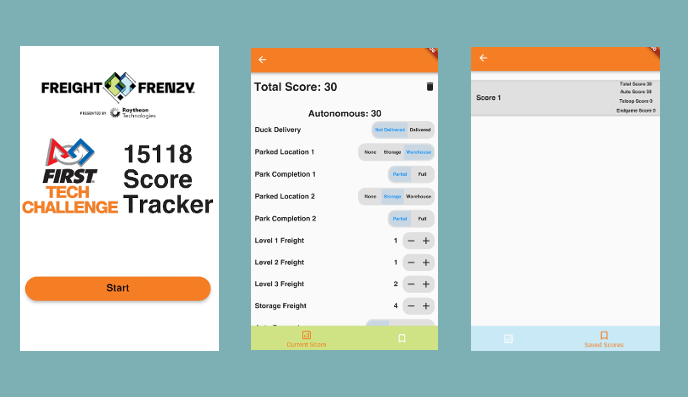 FREIGHT FRENZY
PRESENTED BY Raytheon Technologies
FIRST
TECH
CHALLENGE
15118
Score
Tracker
Start
Total Score: 30
Autonomous: 30
Duck Delivery Not Delivered Delivered
Parked Location 1 None Storage Warehouse
Park Completion 1 Partial Full
Parked Location 2 None Storage Warehouse
Park Completion 2 Partial Full
Level 1 Freight 1 − +
Level 2 Freight 1 − +
Level 3 Freight 2 − +
Storage Freight 4 − +
Current Score
Score 1
Total Score 30
Auto Score 30
Teleop Score 0
Endgame Score 0
Saved Scores